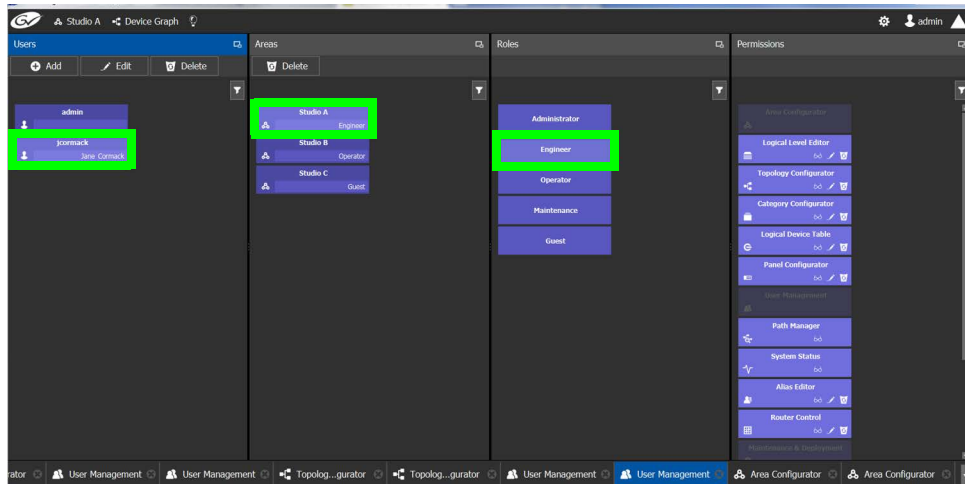 GV Studio A Device Graph admin
Users
Add Edit Delete
admin
jcormack
Jane Cormack
Areas
Delete
Studio A
Engineer
Studio B
Operator
Studio C
Guest
Roles
Administrator
Engineer
Operator
Maintenance
Guest
Permissions
Area Configurator
Logical Level Editor
Topology Configurator
Category Configurator
Logical Device Table
Panel Configurator
User Management
Path Manager
System Status
Alias Editor
Router Control
Maintenance & Deployment
rator User Management User Management Topolog...gurator Topolog...gurator User Management User Management Area Configurator Area Configurator